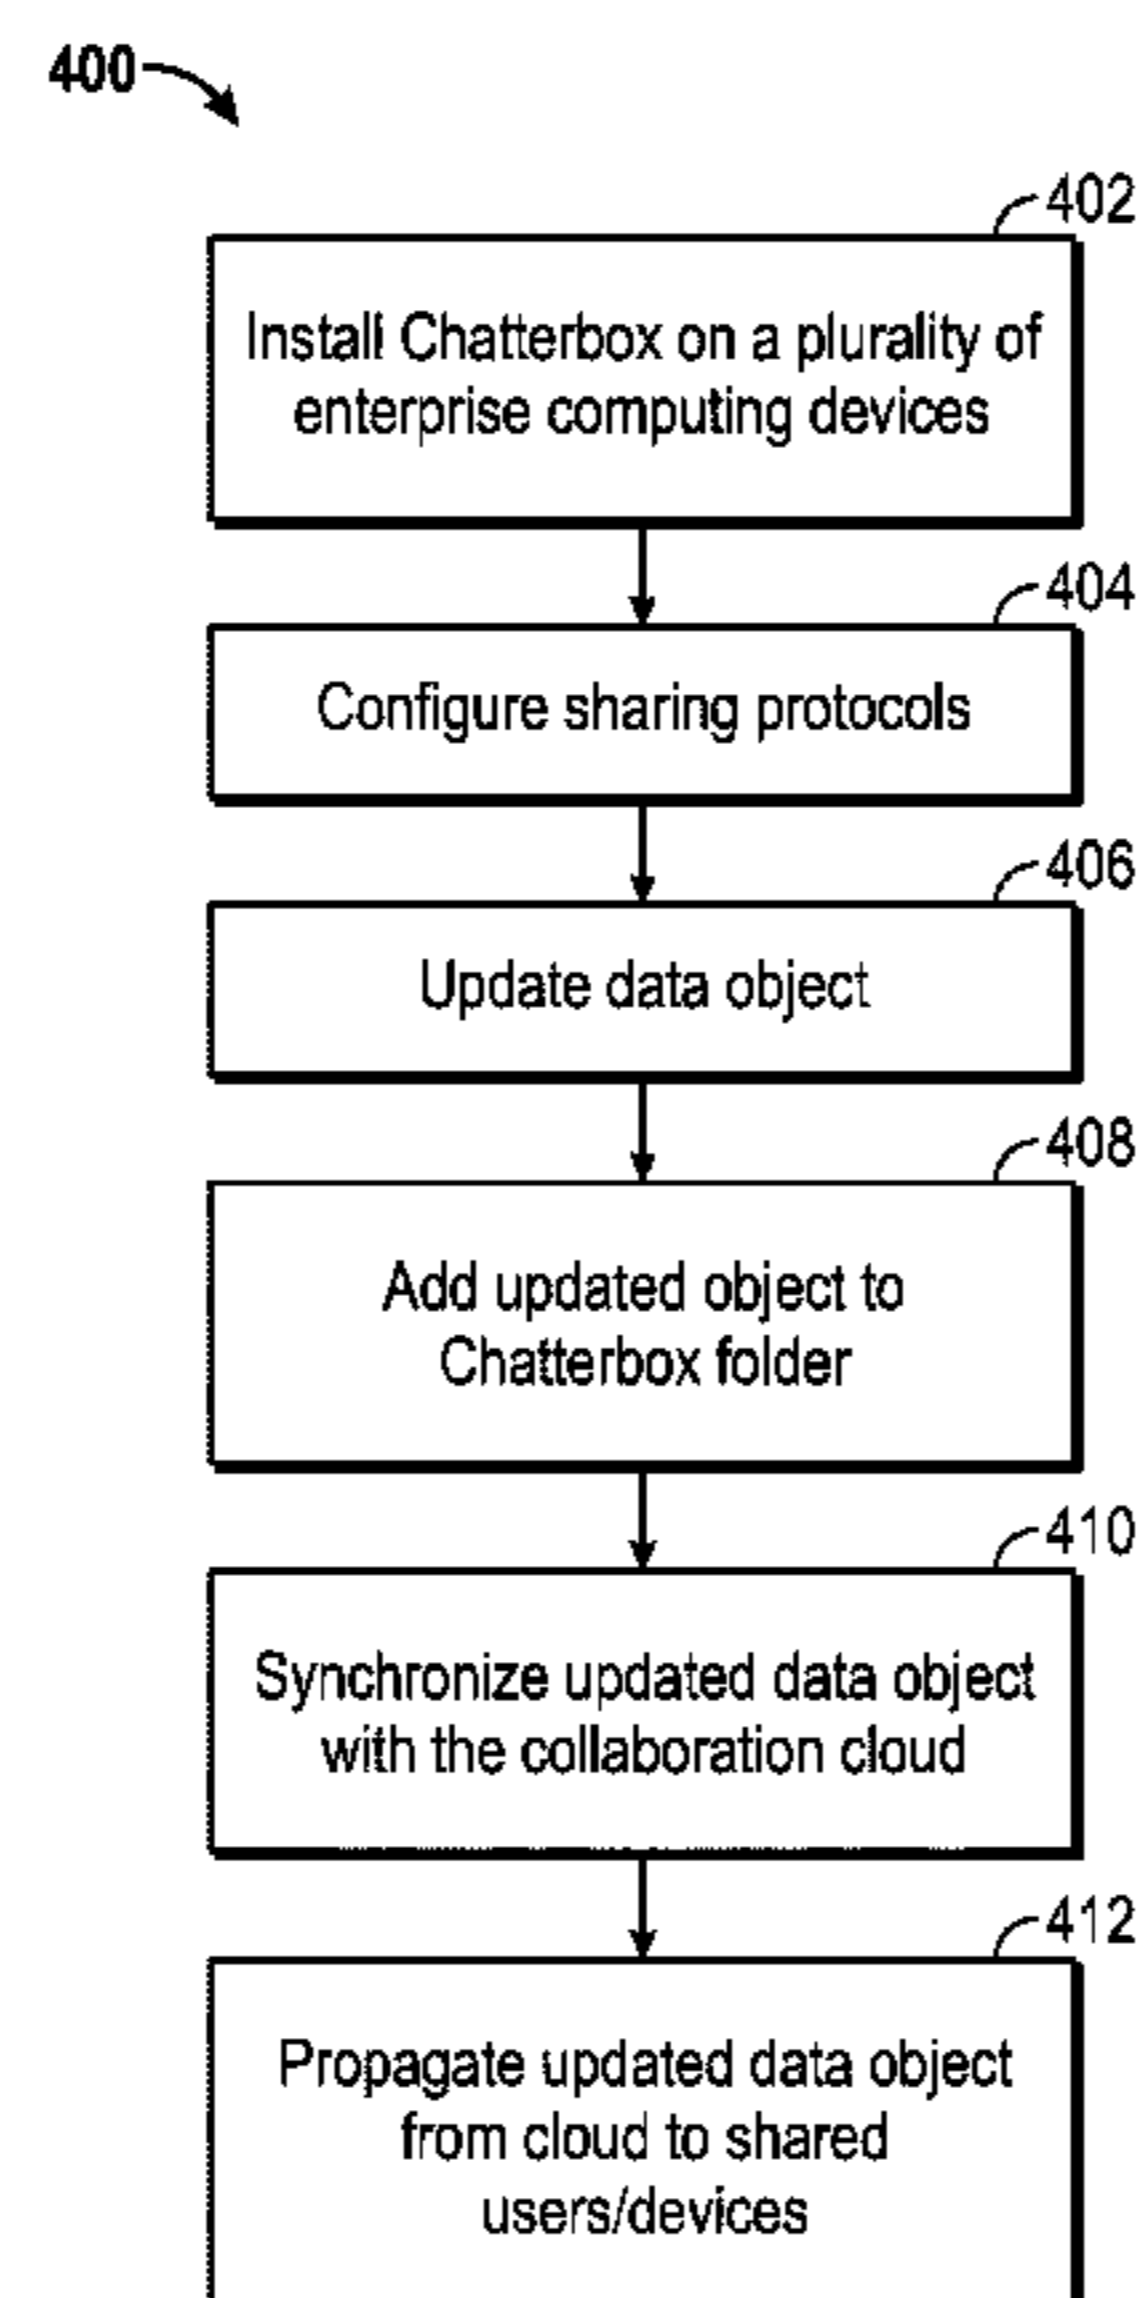 400
402
Install Chatterbox on a plurality of
enterprise computing devices
404
Configure sharing protocols
406
Update data object
408
Add updated object to
Chatterbox folder
410
Synchronize updated data object
with the collaboration cloud
412
Propagate updated data object
from cloud to shared
users/devices